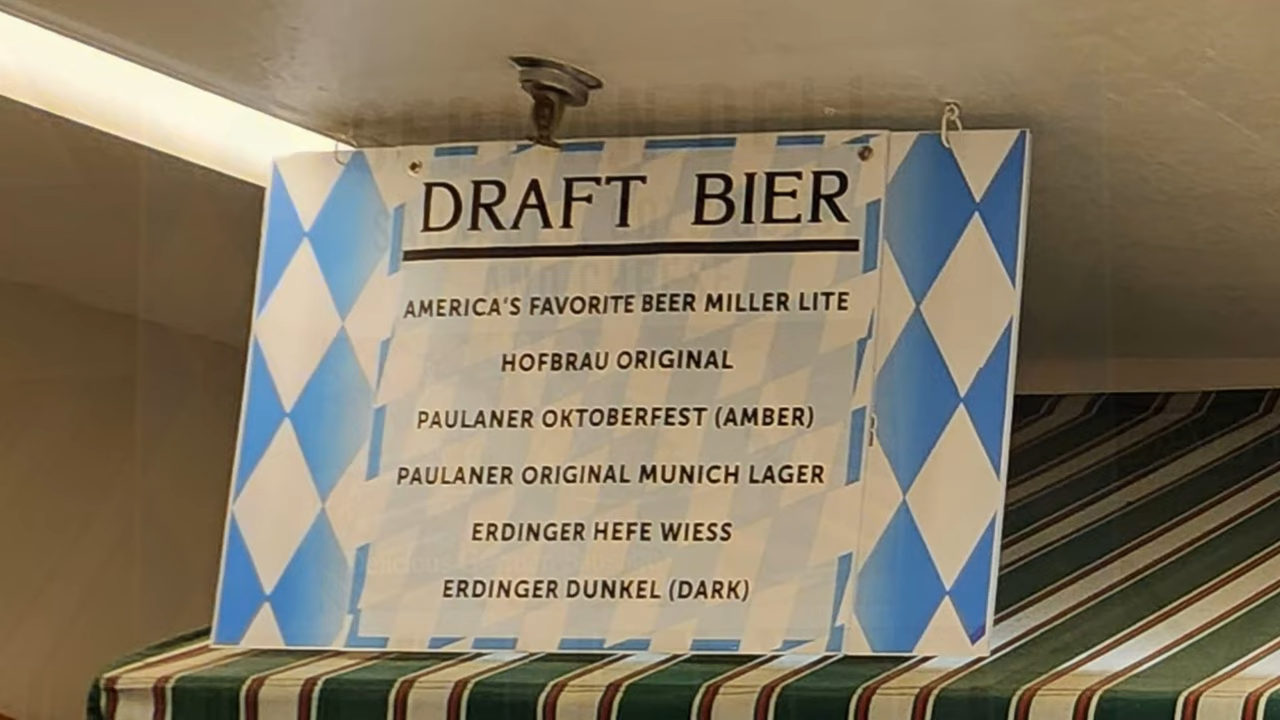 DRAFT BIER
AMERICA'S FAVORITE BEER MILLER LITE
HOFBRAU ORIGINAL
PAULANER OKTOBERFEST (AMBER)
PAULANER ORIGINAL MUNICH LAGER
ERDINGER HEFE WIESS
ERDINGER DUNKEL (DARK)